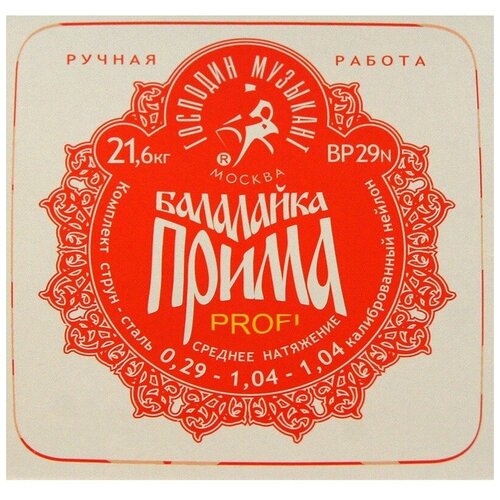 РУЧНАЯ РАБОТА
ГОСПОДИН МУЗЫКАНТ
®
МОСКВА
21,6кг
BP29N
БАЛАЛАЙКА
ПРИМА
PROFI
СРЕДНЕЕ НАТЯЖЕНИЕ
Комплект струн - сталь 0,29 - 1,04 - 1,04 калиброванный нейлон